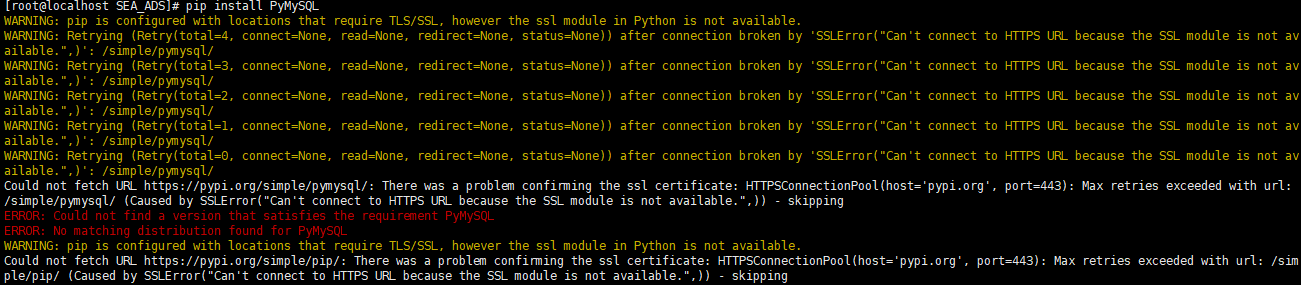 [root@localhost SEA_ADS]# pip install PyMySQL
WARNING: pip is configured with locations that require TLS/SSL, however the ssl module in Python is not available.
WARNING: Retrying (Retry(total=4, connect=None, read=None, redirect=None, status=None)) after connection broken by 'SSLError("Can't connect to HTTPS URL because the SSL module is not av
ailable.",)': /simple/pymysql/
WARNING: Retrying (Retry(total=3, connect=None, read=None, redirect=None, status=None)) after connection broken by 'SSLError("Can't connect to HTTPS URL because the SSL module is not av
ailable.",)': /simple/pymysql/
WARNING: Retrying (Retry(total=2, connect=None, read=None, redirect=None, status=None)) after connection broken by 'SSLError("Can't connect to HTTPS URL because the SSL module is not av
ailable.",)': /simple/pymysql/
WARNING: Retrying (Retry(total=1, connect=None, read=None, redirect=None, status=None)) after connection broken by 'SSLError("Can't connect to HTTPS URL because the SSL module is not av
ailable.",)': /simple/pymysql/
WARNING: Retrying (Retry(total=0, connect=None, read=None, redirect=None, status=None)) after connection broken by 'SSLError("Can't connect to HTTPS URL because the SSL module is not av
ailable.",)': /simple/pymysql/
Could not fetch URL https://pypi.org/simple/pymysql/: There was a problem confirming the ssl certificate: HTTPSConnectionPool(host='pypi.org', port=443): Max retries exceeded with url:
/simple/pymysql/ (Caused by SSLError("Can't connect to HTTPS URL because the SSL module is not available.",)) - skipping
ERROR: Could not find a version that satisfies the requirement PyMySQL
ERROR: No matching distribution found for PyMySQL
WARNING: pip is configured with locations that require TLS/SSL, however the ssl module in Python is not available.
Could not fetch URL https://pypi.org/simple/pip/: There was a problem confirming the ssl certificate: HTTPSConnectionPool(host='pypi.org', port=443): Max retries exceeded with url: /sim
ple/pip/ (Caused by SSLError("Can't connect to HTTPS URL because the SSL module is not available.",)) - skipping